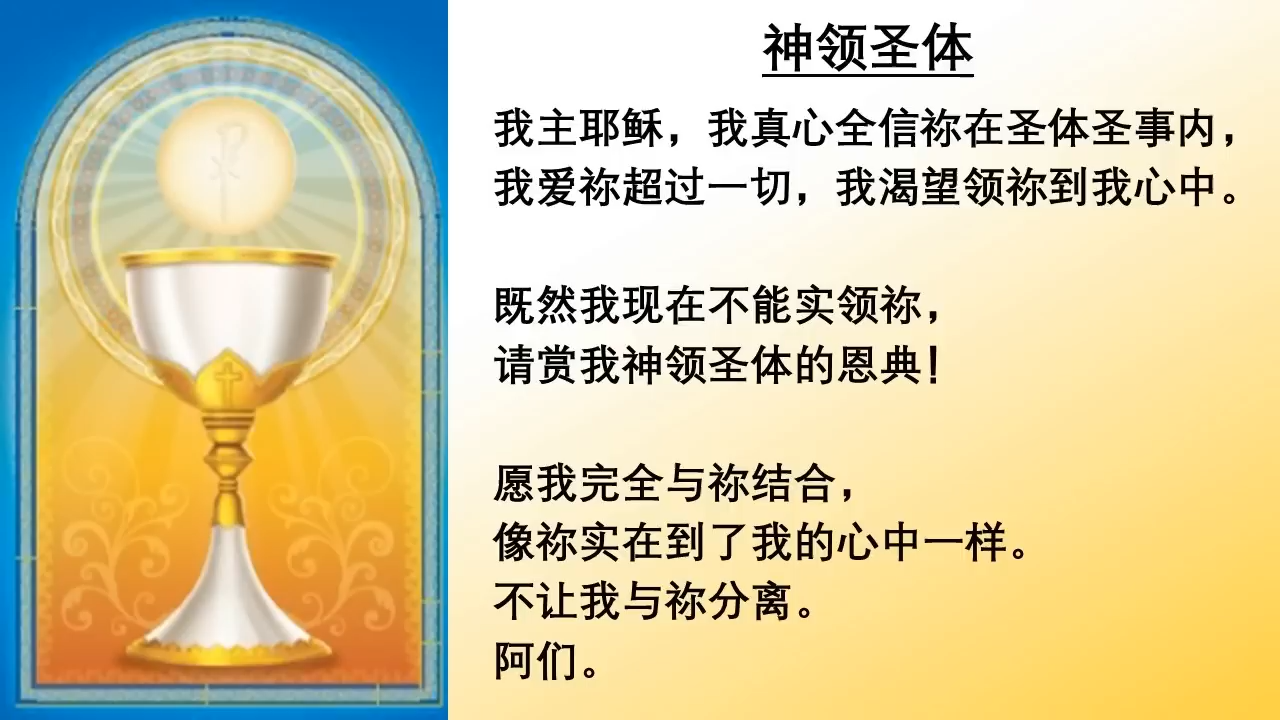 神领圣体
我主耶稣，我真心全信祢在圣体圣事内，
我爱祢超过一切，我渴望领祢到我心中。
既然我现在不能实领祢，
请赏我神领圣体的恩典！
愿我完全与祢结合，
像祢实在到了我的心中一样。
不让我与祢分离。
阿们。